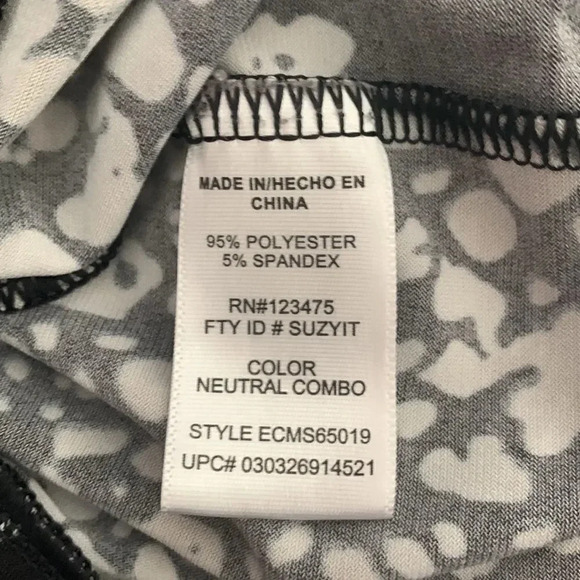 MADE IN/HECHO EN
CHINA
95% POLYESTER
5% SPANDEX
RN#123475
FTY ID # SUZYIT
COLOR
NEUTRAL COMBO
STYLE ECMS65019
UPC# 030326914521